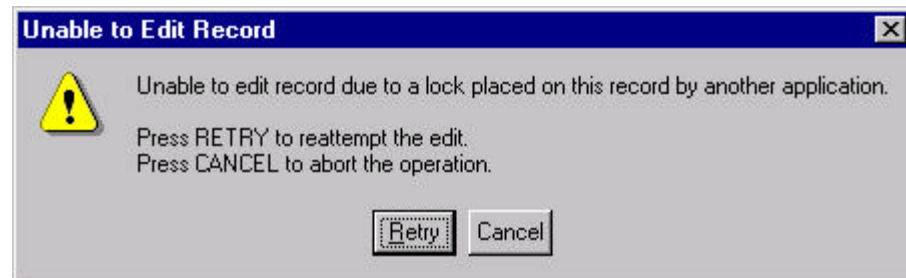 Unable to Edit Record
Unable to edit record due to a lock placed on this record by another application.
Press RETRY to reattempt the edit.
Press CANCEL to abort the operation.
Retry Cancel